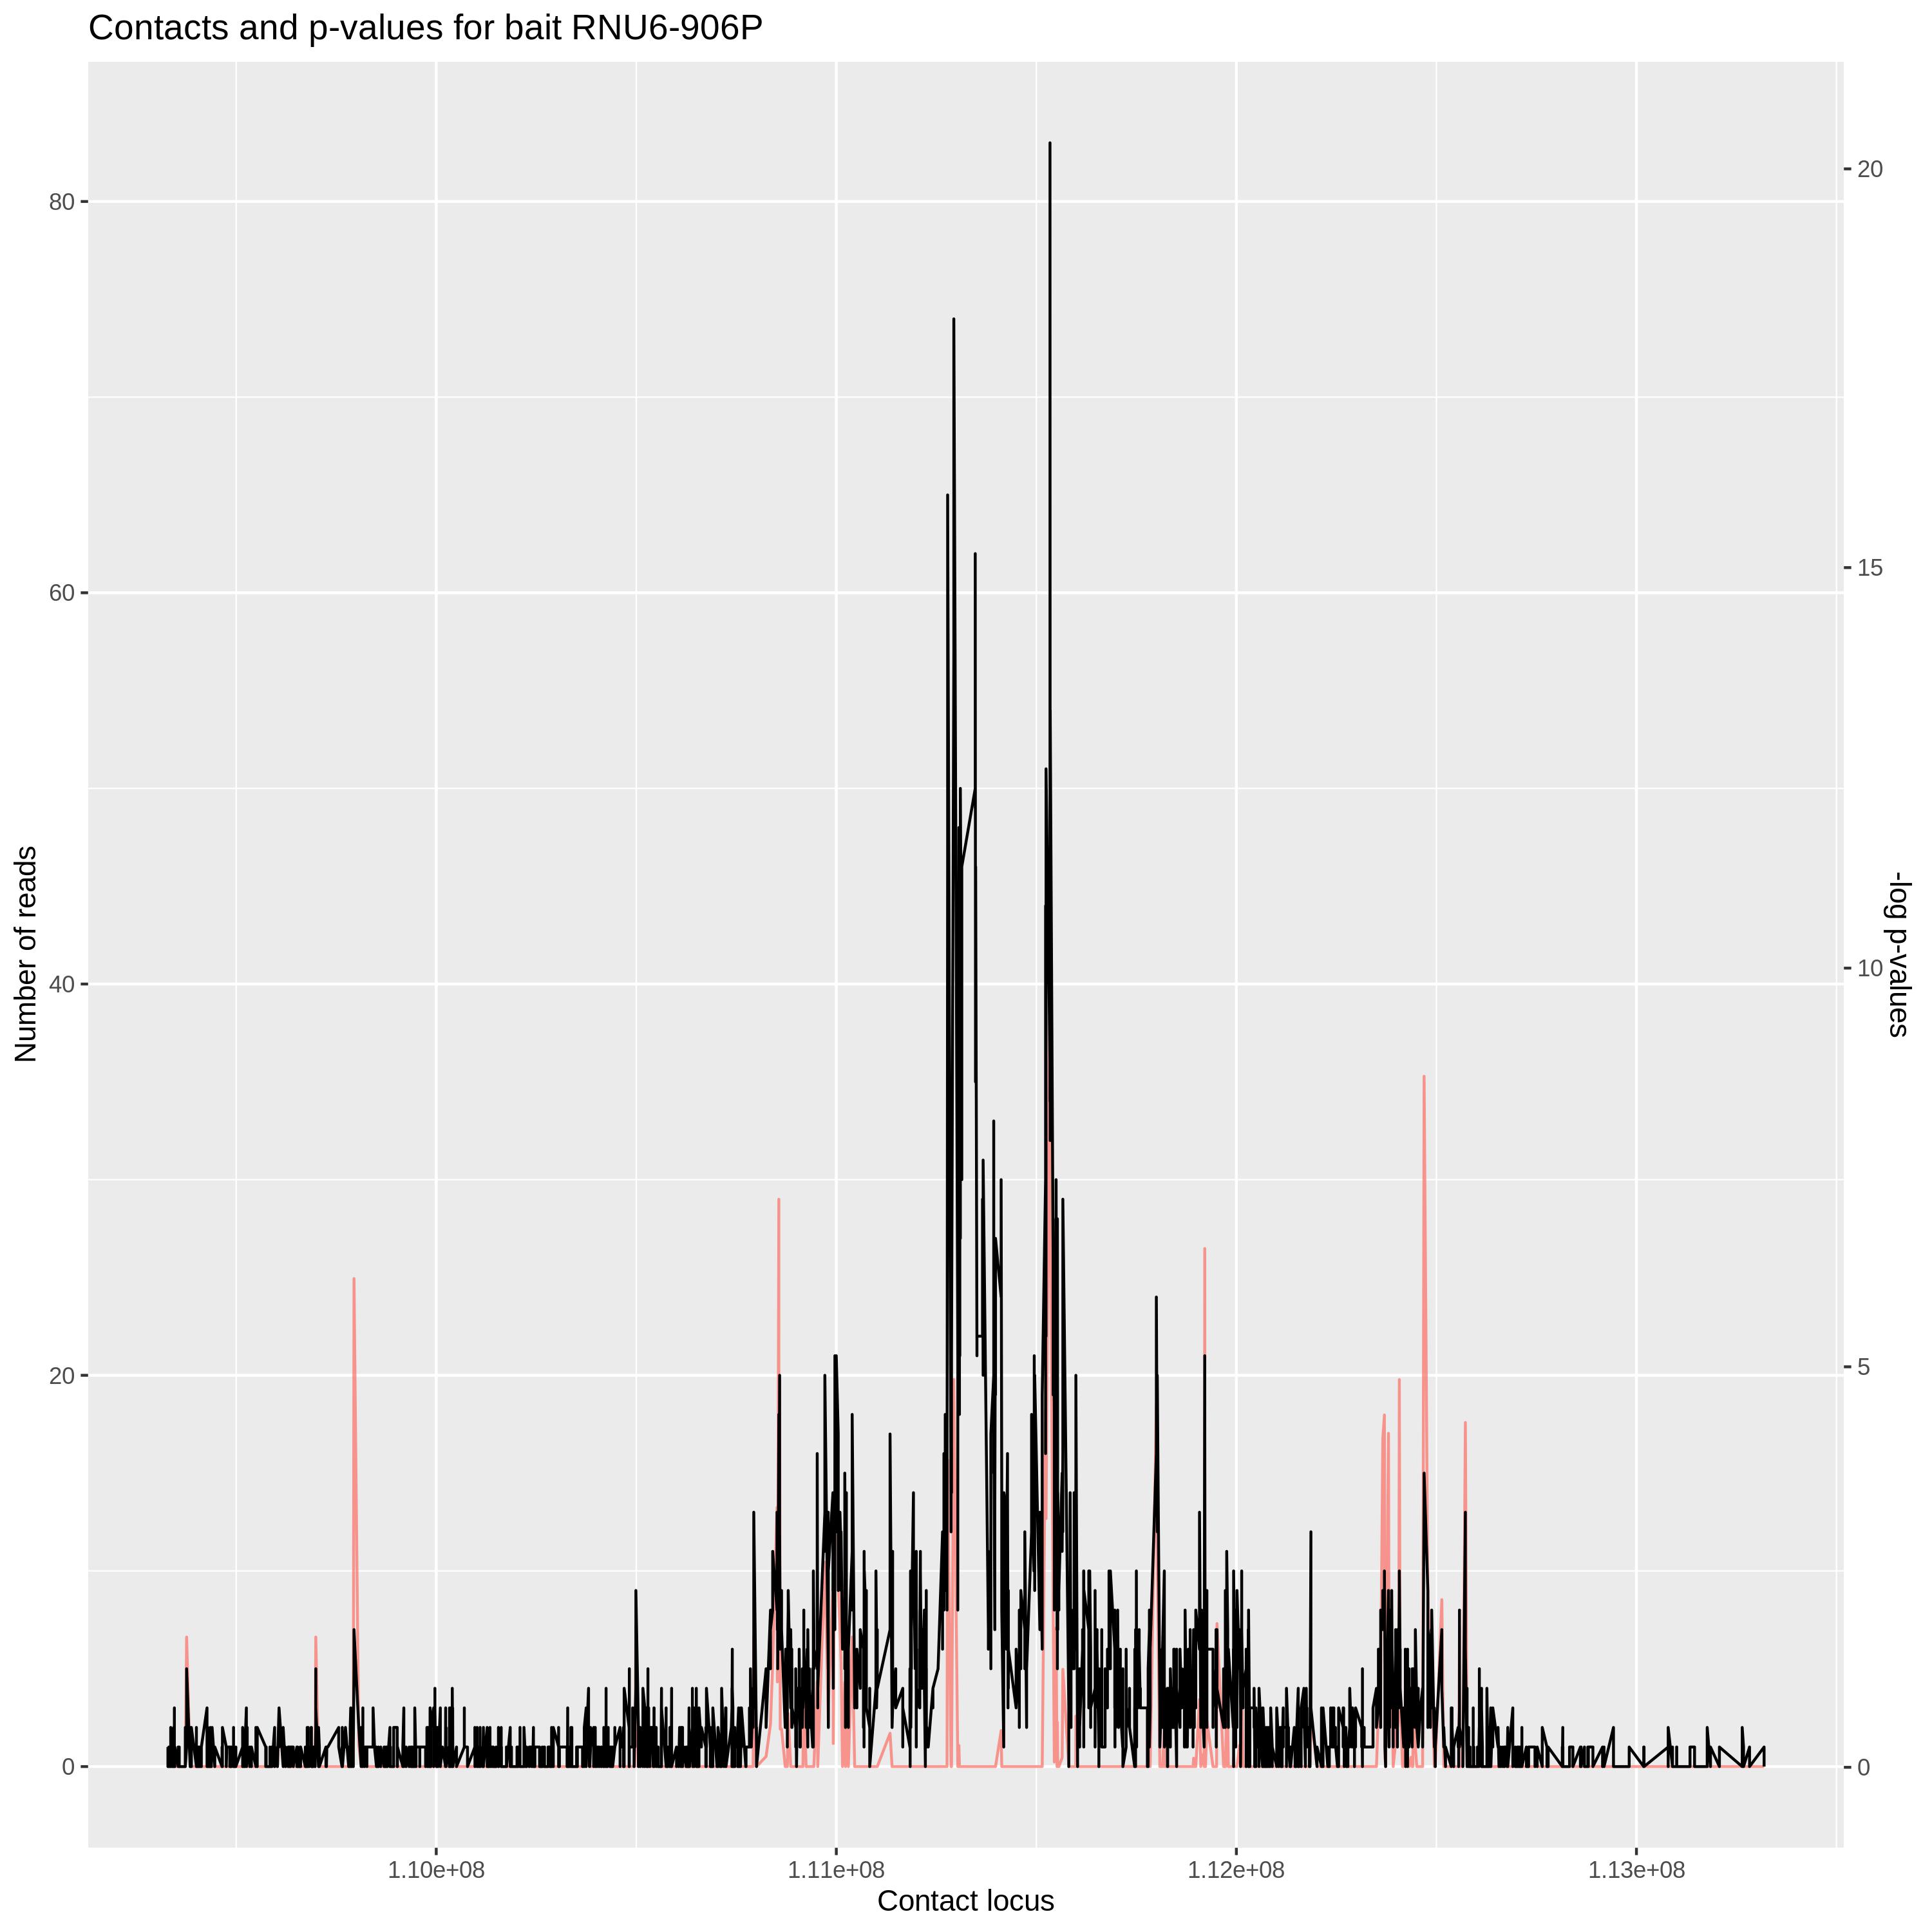 Contacts and p-values for bait RNU6-906P
80
60
40
20
0
Number of reads
20
15
10
5
0
-log p-values
1.10e+08
1.11e+08
1.12e+08
1.13e+08
Contact locus